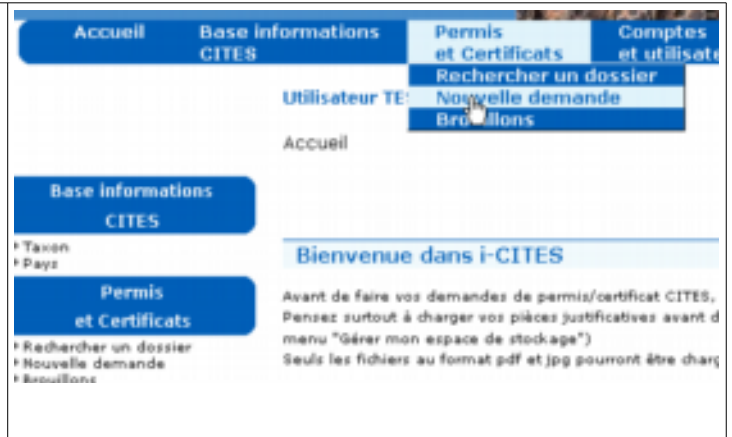 Accueil
Base informations
CITES
Permis
et Certificats
Comptes
et utilisate
Rechercher un dossier
Nouvelle demande
Brouillons
Utilisateur TE
Accueil
Base informations
CITES
Taxon
Pays
Permis
et Certificats
Rechercher un dossier
Nouvelle demande
Brouillons
Bienvenue dans i-CITES
Avant de faire vos demandes de permis/certificat CITES,
Pensez surtout à charger vos pièces justificatives avant d
menu "Gérer mon espace de stockage")
Seuls les fichiers au format pdf et jpg pourront être charg